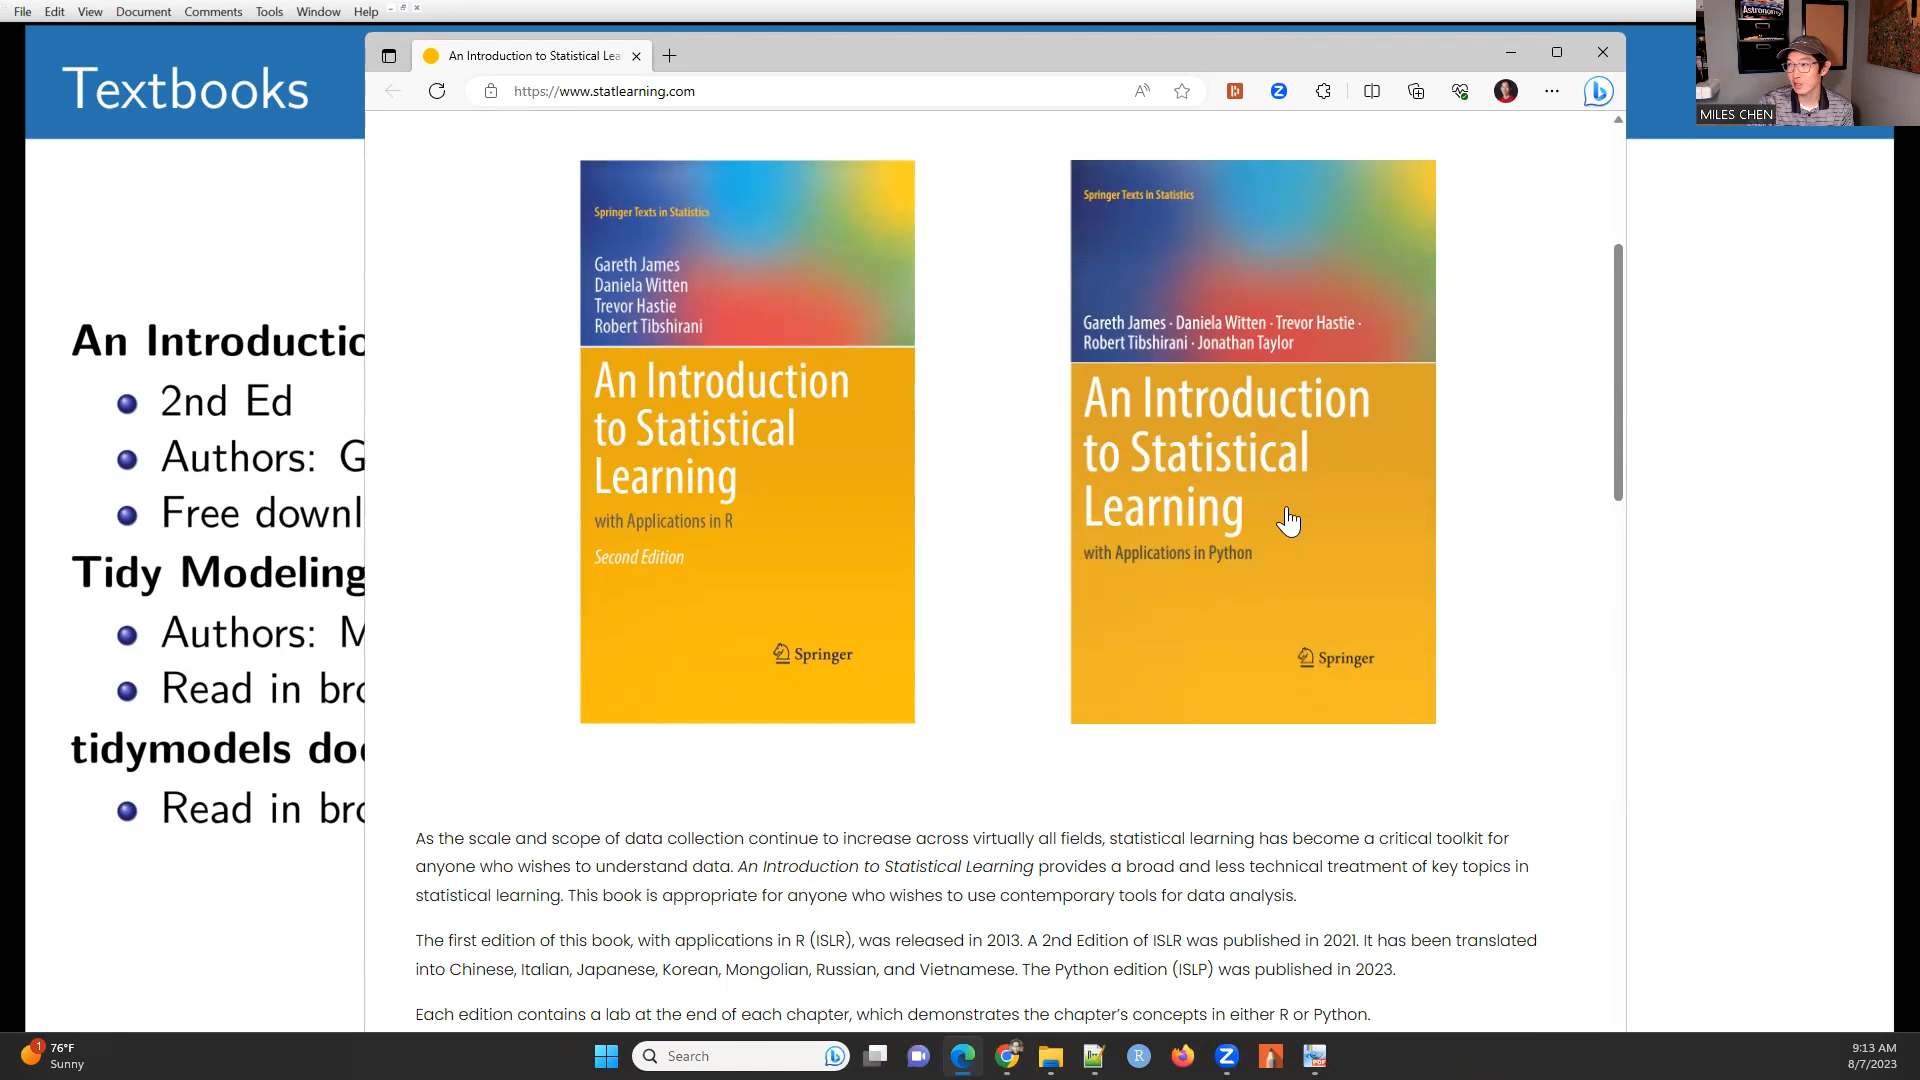 File Edit View Document Comments Tools Window Help
Textbooks
An Introductio
2nd Ed
Authors: G
Free downl
Tidy Modeling
Authors: M
Read in bro
tidymodels doc
Read in bro
An Introduction to Statistical Lea
https://www.statlearning.com
Springer Texts in Statistics
Gareth James
Daniela Witten
Trevor Hastie
Robert Tibshirani
An Introduction
to Statistical
Learning
with Applications in R
Second Edition
Springer
Springer Texts in Statistics
Gareth James · Daniela Witten · Trevor Hastie ·
Robert Tibshirani · Jonathan Taylor
An Introduction
to Statistical
Learning
with Applications in Python
Springer
As the scale and scope of data collection continue to increase across virtually all fields, statistical learning has become a critical toolkit for
anyone who wishes to understand data. An Introduction to Statistical Learning provides a broad and less technical treatment of key topics in
statistical learning. This book is appropriate for anyone who wishes to use contemporary tools for data analysis.
The first edition of this book, with applications in R (ISLR), was released in 2013. A 2nd Edition of ISLR was published in 2021. It has been translated
into Chinese, Italian, Japanese, Korean, Mongolian, Russian, and Vietnamese. The Python edition (ISLP) was published in 2023.
Each edition contains a lab at the end of each chapter, which demonstrates the chapter's concepts in either R or Python.
Astronomy
MILES CHEN
1
76°F
Sunny
Search
9:13 AM
8/7/2023